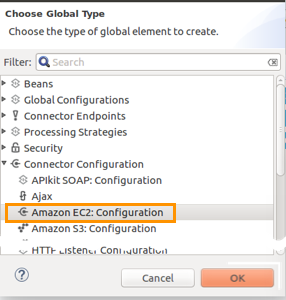 Choose Global Type
Choose the type of global element to create.
Filter: Search
Beans
Global Configurations
Connector Endpoints
Processing Strategies
Security
Connector Configuration
APIkit SOAP: Configuration
Ajax
Amazon EC2: Configuration
Amazon S3: Configuration
HTTP Listener Configuration
?
Cancel
OK